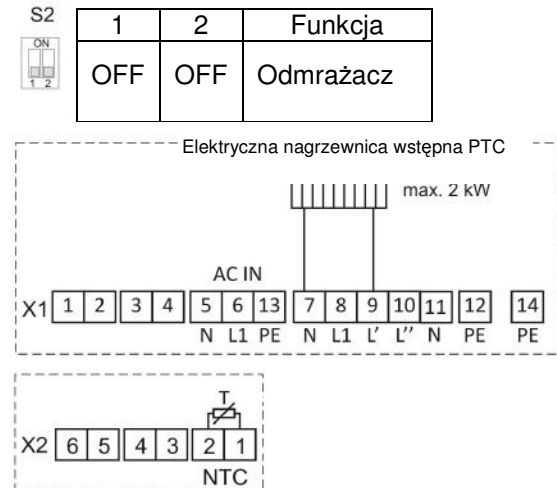 S2
ON
1 2
1 2 Funkcja
OFF OFF Odmrażacz
Elektryczna nagrzewnica wstępna PTC
max. 2 kW
AC IN
X1 1 2 3 4 5 6 13 7 8 9 10 11 12 14
N L1 PE N L1 L' L'' N PE PE
T
X2 6 5 4 3 2 1
NTC